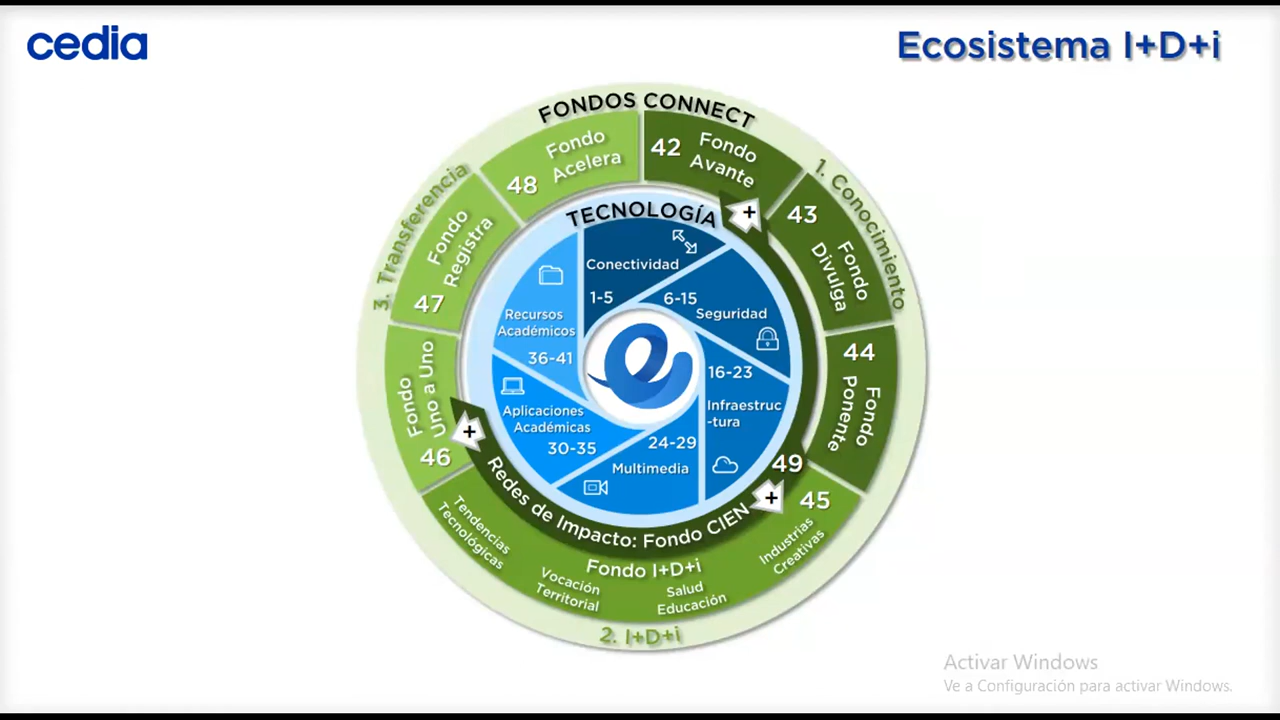 cedia
Ecosistema I+D+i
FONDOS CONNECT
1. Conocimiento
42
Fondo
Avante
43
Fondo
Divulga
44
Fondo
Ponente
2. I+D+i
45
Fondo I+D+i
Industrias
Creativas
Salud
Educación
Vocación
Territorial
Tendencias
Tecnológicas
3. Transferencia
46
Fondo
Uno a Uno
47
Fondo
Registra
48
Fondo
Acelera
49
Redes de Impacto: Fondo CIEN
+
+
+
TECNOLOGÍA
Conectividad
1-5
6-15
Seguridad
16-23
Infraestruc
-tura
24-29
Multimedia
Aplicaciones
Académicas
30-35
Recursos
Académicos
36-41
e
Activar Windows
Ve a Configuración para activar Windows.